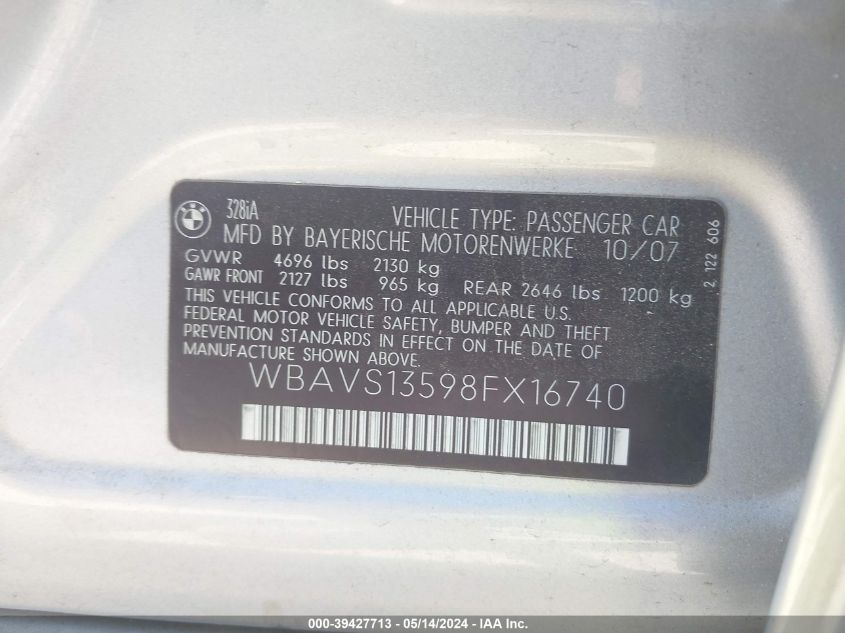 BMW
328iA
VEHICLE TYPE: PASSENGER CAR
MFD BY BAYERISCHE MOTORENWERKE 10/07
GVWR 4696 lbs 2130 kg
GAWR FRONT 2127 lbs 965 kg REAR 2646 lbs 1200 kg
THIS VEHICLE CONFORMS TO ALL APPLICABLE U.S.
FEDERAL MOTOR VEHICLE SAFETY, BUMPER AND THEFT
PREVENTION STANDARDS IN EFFECT ON THE DATE OF
MANUFACTURE SHOWN ABOVE.
WBAVS13598FX16740
2 122 606
000-39427713 - 05/14/2024 - IAA Inc.